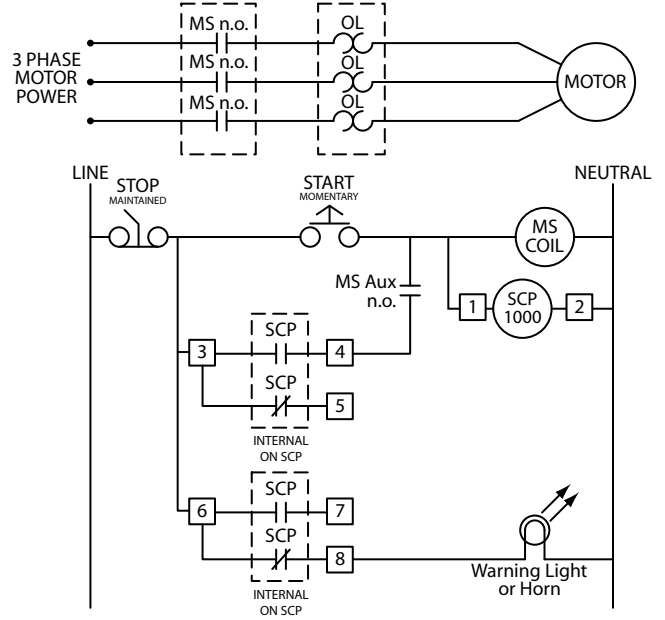 MS n.o.
OL
MS n.o.
OL
MS n.o.
OL
3 PHASE
MOTOR
POWER
MOTOR
LINE
NEUTRAL
STOP
MAINTAINED
START
MOMENTARY
MS
COIL
MS Aux
n.o.
1
SCP
1000
2
3
SCP
4
SCP
5
INTERNAL
ON SCP
6
SCP
7
SCP
8
INTERNAL
ON SCP
Warning Light
or Horn